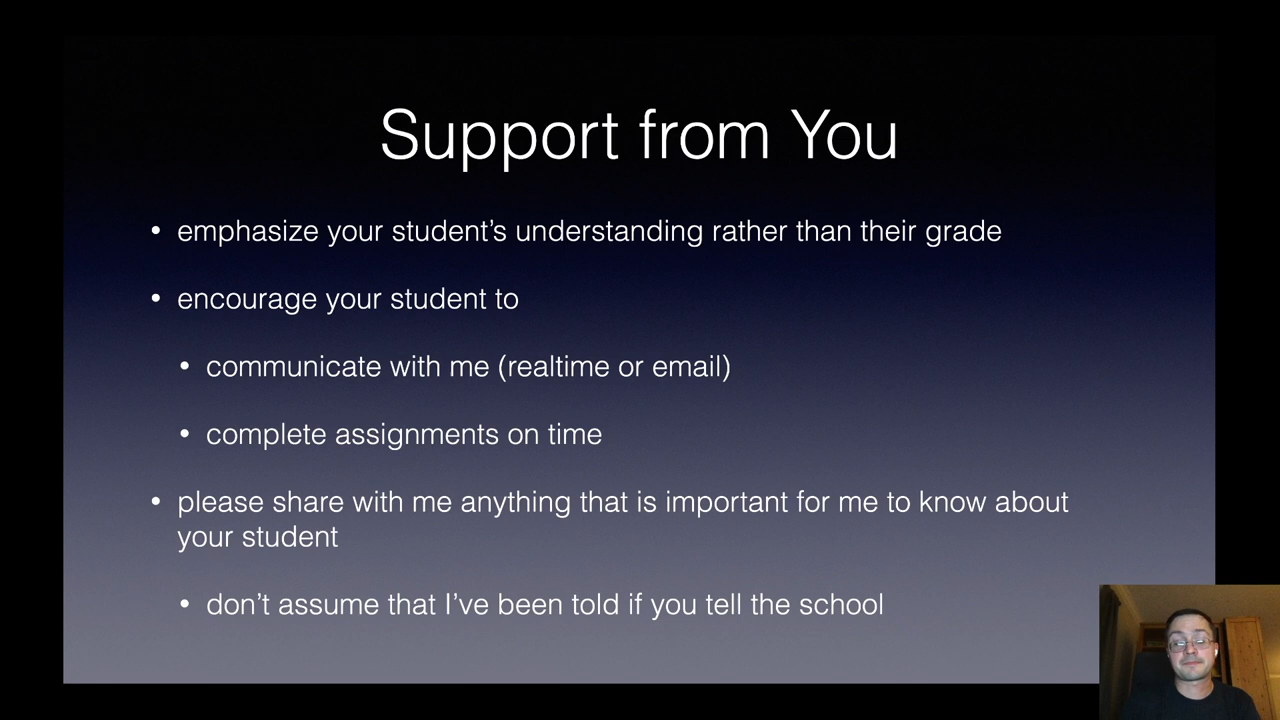 Support from You
• emphasize your student’s understanding rather than their grade
• encourage your student to
• communicate with me (realtime or email)
• complete assignments on time
• please share with me anything that is important for me to know about
your student
• don’t assume that I’ve been told if you tell the school